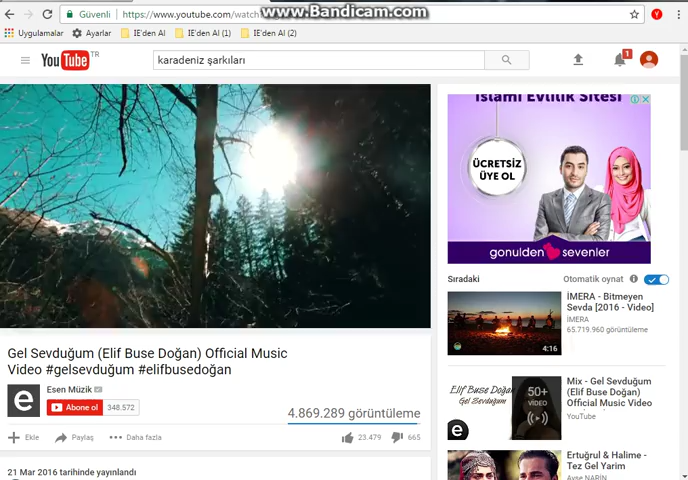 www.Bandicam.com
Güvenli
https://www.youtube.com/watch
Uygulamalar
Ayarlar
IE'den Al
IE'den Al (1)
IE'den Al (2)
YouTube TR
karadeniz şarkıları
1
İslami Evlilik Sitesi
ÜCRETSİZ
ÜYE OL
gonuldensevenler
Gel Sevduğum (Elif Buse Doğan) Official Music
Video #gelsevduğum #elifbusedoğan
e
Esen Müzik
Abone ol
348.572
4.869.289 görüntüleme
Ekle
Paylaş
Daha fazla
23.479
665
21 Mar 2016 tarihinde yayınlandı
Sıradaki
Otomatik oynat
4:16
İMERA - Bitmeyen
Sevda [2016 - Video]
İMERA
65.719.960 görüntüleme
Elif Buse Doğan
Gel Sevduğum
e
50+
VIDEO
Mix - Gel Sevduğum
(Elif Buse Doğan)
Official Music Video
YouTube
Ertuğrul & Halime -
Tez Gel Yarim
Ayşe NARİN